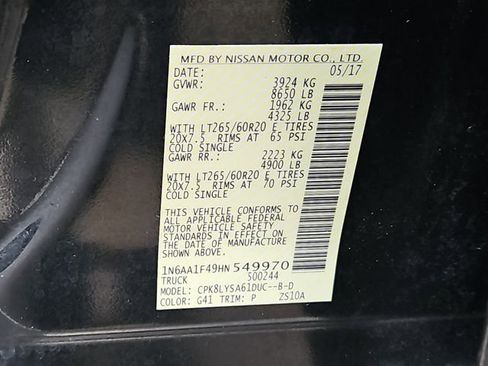 MFD BY NISSAN MOTOR CO., LTD.
DATE: 05/17
GVWR: 3924 KG
8650 LB
GAWR FR.: 1962 KG
4325 LB
WITH LT265/60R20 E TIRES
20X7.5 RIMS AT 65 PSI
COLD SINGLE
GAWR RR.: 2223 KG
4900 LB
WITH LT265/60R20 E TIRES
20X7.5 RIMS AT 70 PSI
COLD SINGLE
THIS VEHICLE CONFORMS TO
ALL APPLICABLE FEDERAL
MOTOR VEHICLE SAFETY
STANDARDS IN EFFECT ON THE
DATE OF MANUFACTURE
SHOWN ABOVE.
1N6AA1F49HN549970
TRUCK 500244
MODEL: CPK8LYSA61DUC--B-D
COLOR: G41 TRIM: P ZS10A